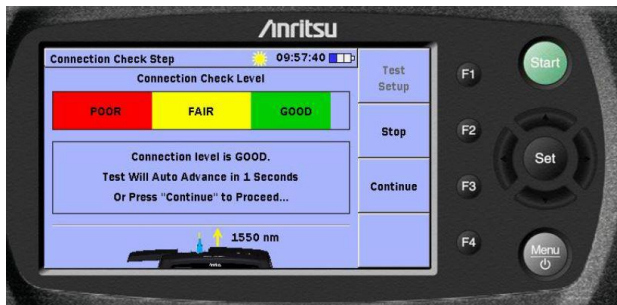 Anritsu
Connection Check Step
09:57:40
Connection Check Level
POOR
FAIR
GOOD
Connection level is GOOD.
Test Will Auto Advance in 1 Seconds
Or Press "Continue" to Proceed...
1550 nm
Test
Setup
Stop
Continue
F1
F2
F3
F4
Start
Set
Menu